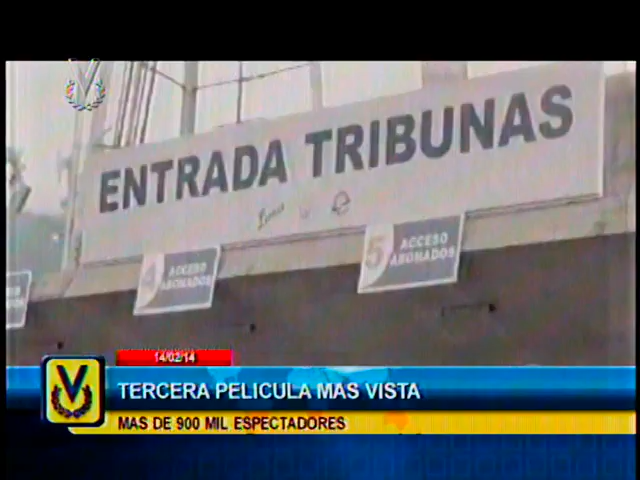 ENTRADA TRIBUNAS
5
ACCESO
ABONADOS
4
ACCESO
ABONADOS
14/02/14
TERCERA PELICULA MAS VISTA
MAS DE 900 MIL ESPECTADORES